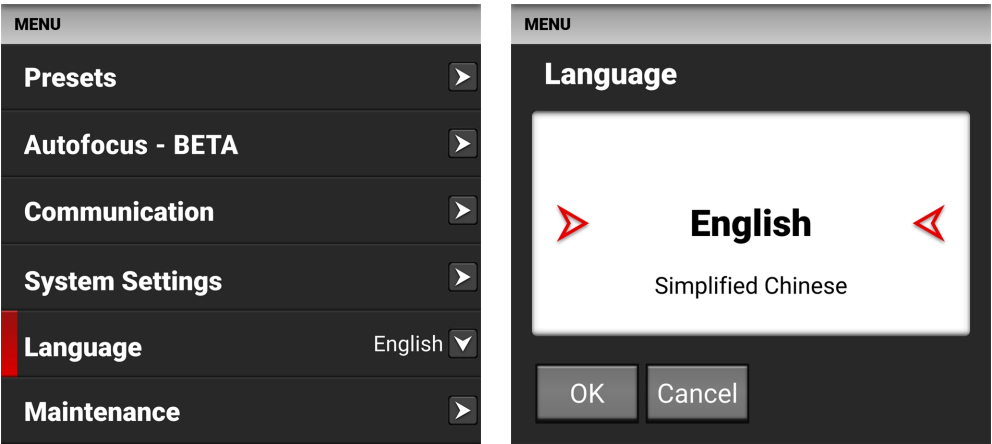 MENU
Presets
Autofocus - BETA
Communication
System Settings
Language English
Maintenance
MENU
Language
English
Simplified Chinese
OK Cancel